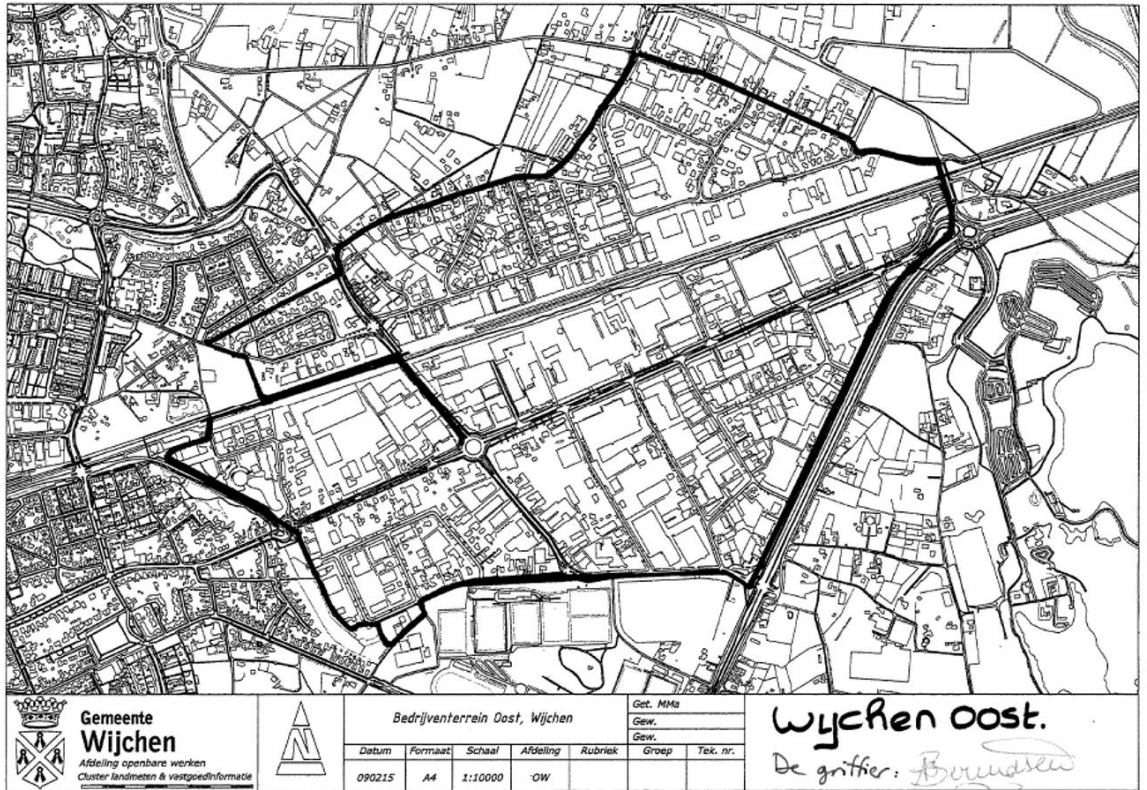 Gemeente
Wijchen
Afdeling openbare werken
Cluster landmeten & vastgoedinformatie
N
Bedrijventerrein Oost, Wijchen
Datum Formaat Schaal Afdeling Rubriek Groep Tek. nr.
090215 A4 1:10000 OW
Get. MMa
Gew.
Gew.
Wychen Oost.
De griffier: